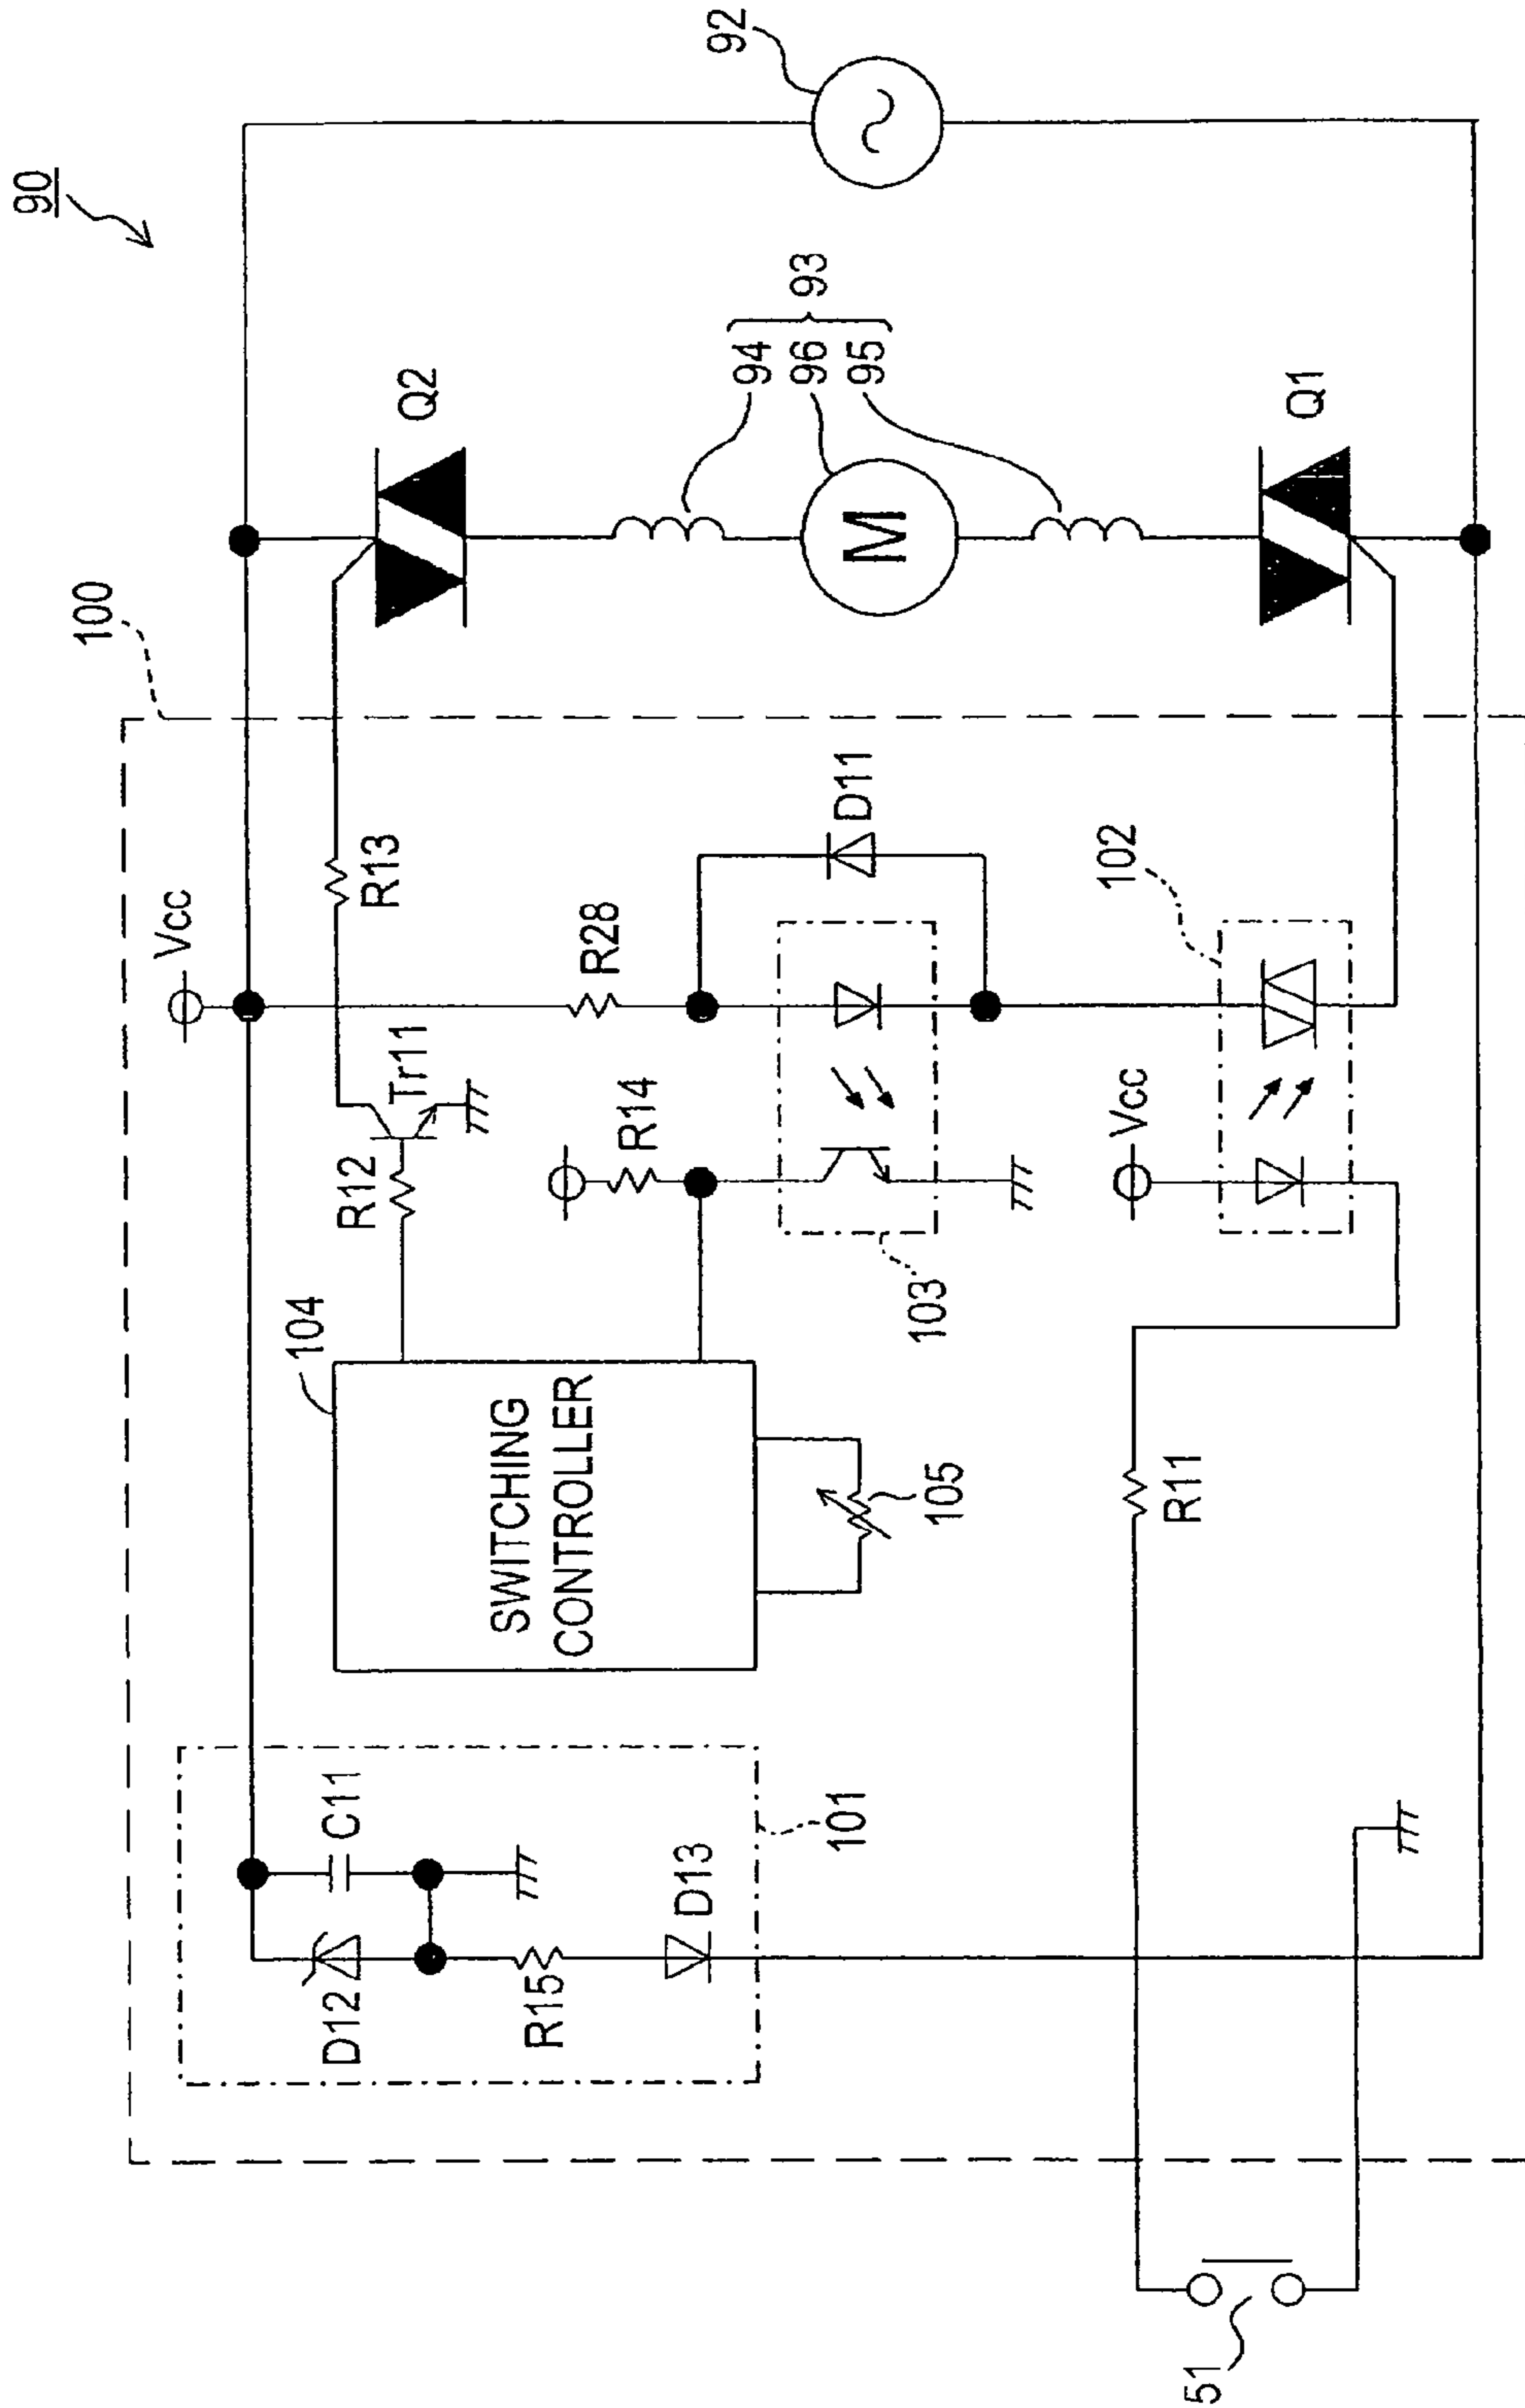 90
92
100
Vcc
Q2
R13
94
96
95
93
M
Q1
R28
D11
102
Tr11
R12
R14
Vcc
103
104
SWITCHING
CONTROLLER
105
R11
C11
D12
R15
D13
101
51